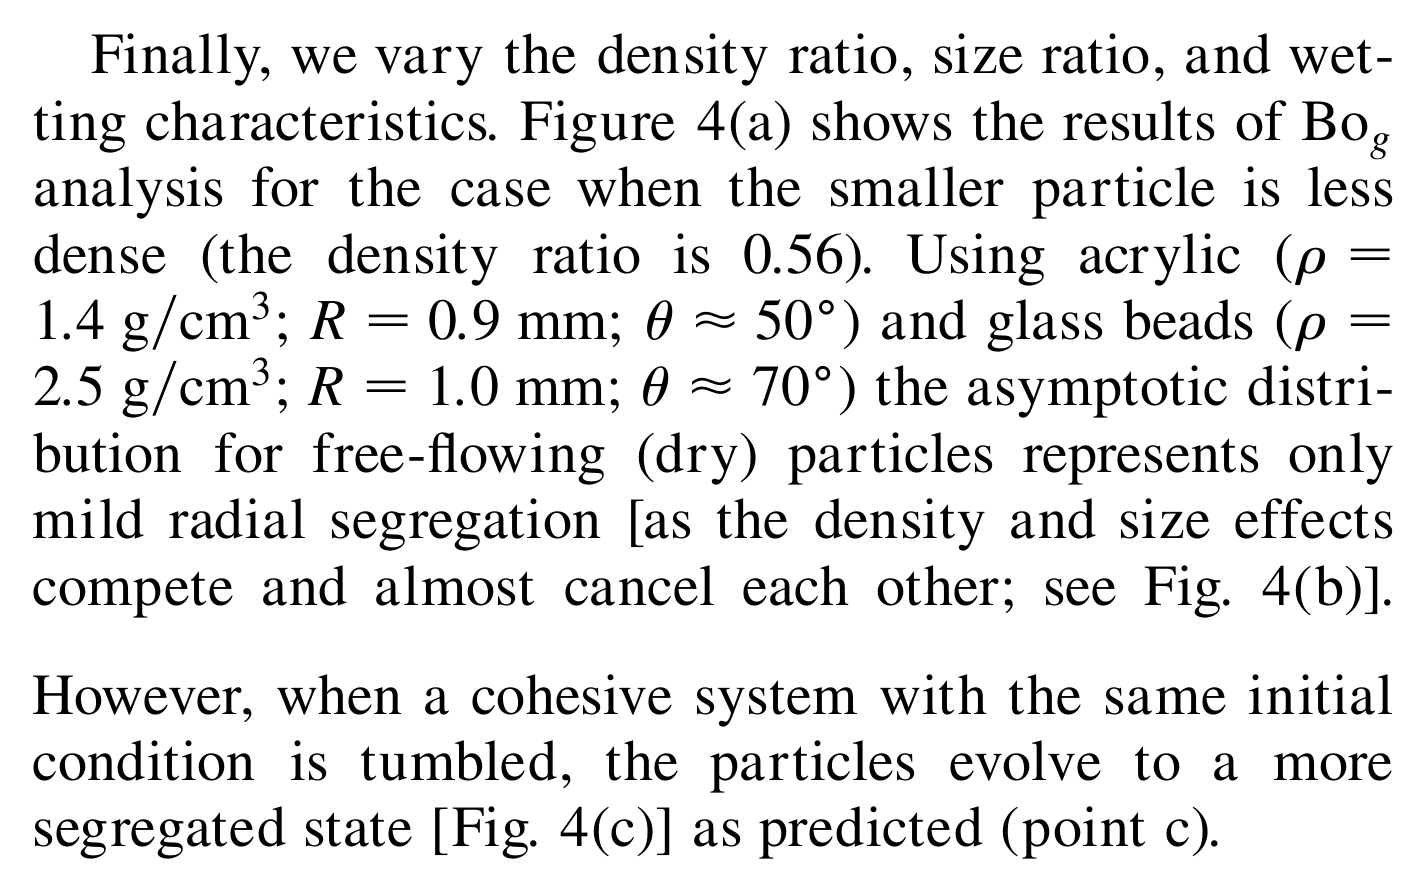 Finally, we vary the density ratio, size ratio, and wet-
ting characteristics. Figure 4(a) shows the results of Bo_g
analysis for the case when the smaller particle is less
dense (the density ratio is 0.56). Using acrylic (ρ =
1.4 g/cm³; R = 0.9 mm; θ ≈ 50°) and glass beads (ρ =
2.5 g/cm³; R = 1.0 mm; θ ≈ 70°) the asymptotic distri-
bution for free-flowing (dry) particles represents only
mild radial segregation [as the density and size effects
compete and almost cancel each other; see Fig. 4(b)].
However, when a cohesive system with the same initial
condition is tumbled, the particles evolve to a more
segregated state [Fig. 4(c)] as predicted (point c).